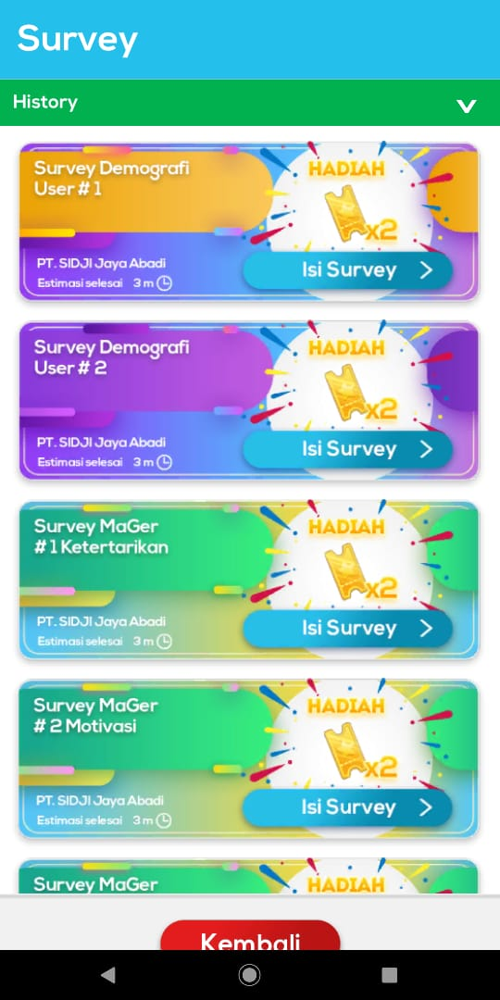 Survey
History
Survey Demografi
User # 1
HADIAH
x2
PT. SIDJI Jaya Abadi
Estimasi selesai 3 m
Isi Survey
Survey Demografi
User # 2
HADIAH
x2
PT. SIDJI Jaya Abadi
Estimasi selesai 3 m
Isi Survey
Survey MaGer
# 1 Ketertarikan
HADIAH
x2
PT. SIDJI Jaya Abadi
Estimasi selesai 3 m
Isi Survey
Survey MaGer
# 2 Motivasi
HADIAH
x2
PT. SIDJI Jaya Abadi
Estimasi selesai 3 m
Isi Survey
Survey MaGer
HADIAH
Kembali